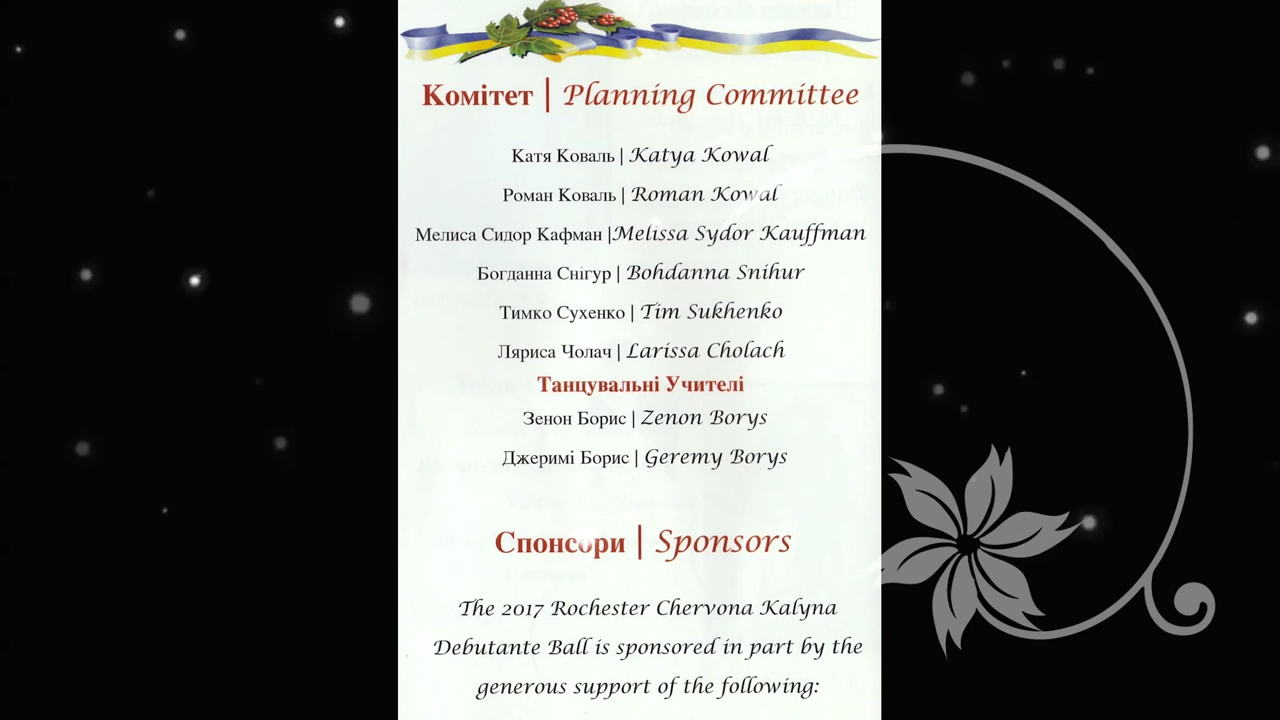 Комітет | Planning Committee
Катя Коваль | Katya Kowal
Роман Коваль | Roman Kowal
Мелиса Сидор Кафман |Melissa Sydor Kauffman
Богданна Снігур | Bohdanna Snihur
Тимко Сухенко | Tim Sukhenko
Ляриса Чолач | Larissa Cholach
Танцувальні Учителі
Зенон Борис | Zenon Borys
Джеримі Борис | Geremy Borys
Спонсори | Sponsors
The 2017 Rochester Chervona Kalyna
Debutante Ball is sponsored in part by the
generous support of the following: